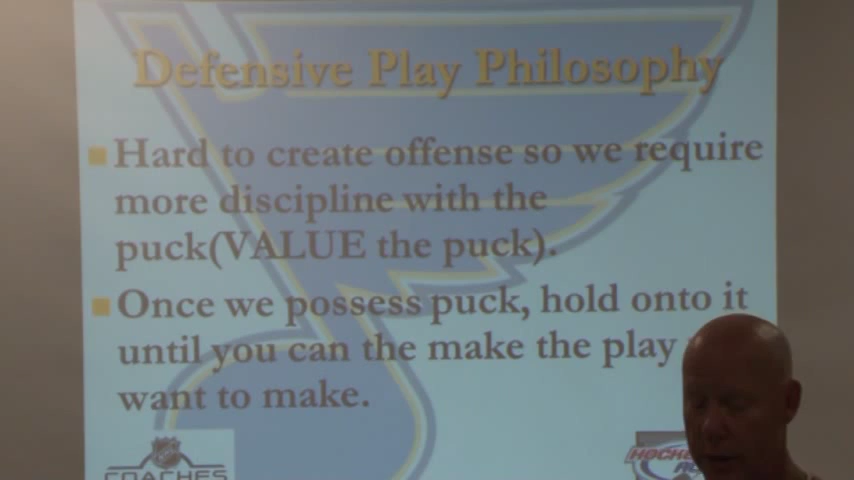 Defensive Play Philosophy
Hard to create offense so we require
more discipline with the
puck(VALUE the puck).
Once we possess puck, hold onto it
until you can the make the play
want to make.
COACHES